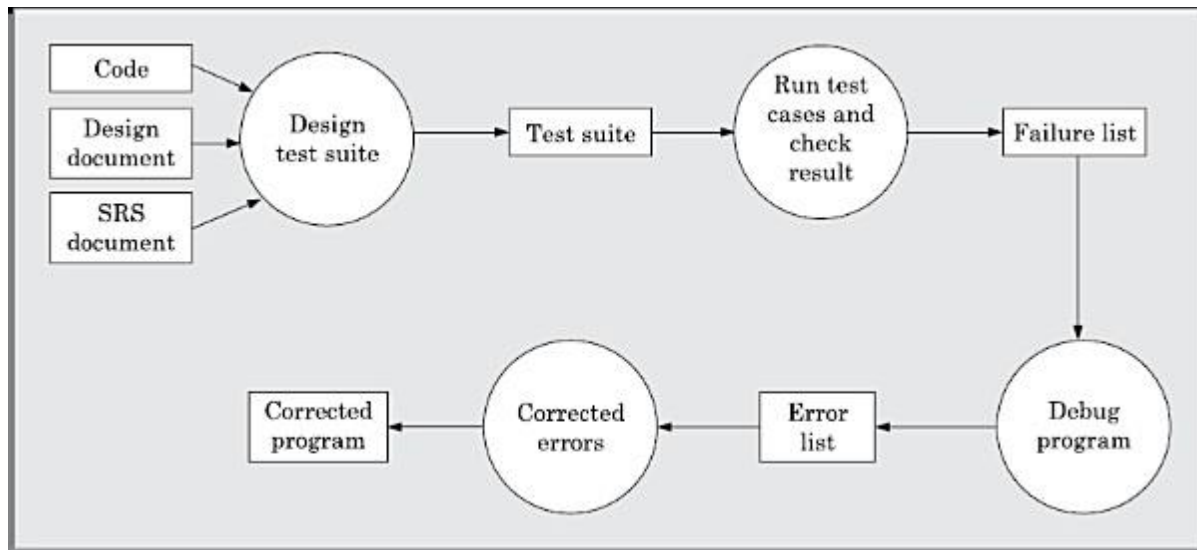 Code
Design
document
SRS
document
Design
test suite
Test suite
Run test
cases and
check
result
Failure list
Debug
program
Error
list
Corrected
errors
Corrected
program